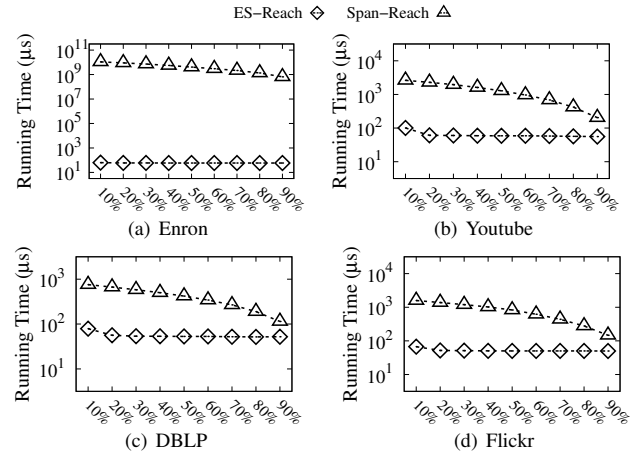 ES−Reach Span−Reach
Running Time (μs)
10^11
10^9
10^7
10^5
10^3
10^1
10% 20% 30% 40% 50% 60% 70% 80% 90%
(a) Enron
Running Time (μs)
10^4
10^3
10^2
10^1
10% 20% 30% 40% 50% 60% 70% 80% 90%
(b) Youtube
Running Time (μs)
10^3
10^2
10^1
10% 20% 30% 40% 50% 60% 70% 80% 90%
(c) DBLP
Running Time (μs)
10^4
10^3
10^2
10^1
10% 20% 30% 40% 50% 60% 70% 80% 90%
(d) Flickr